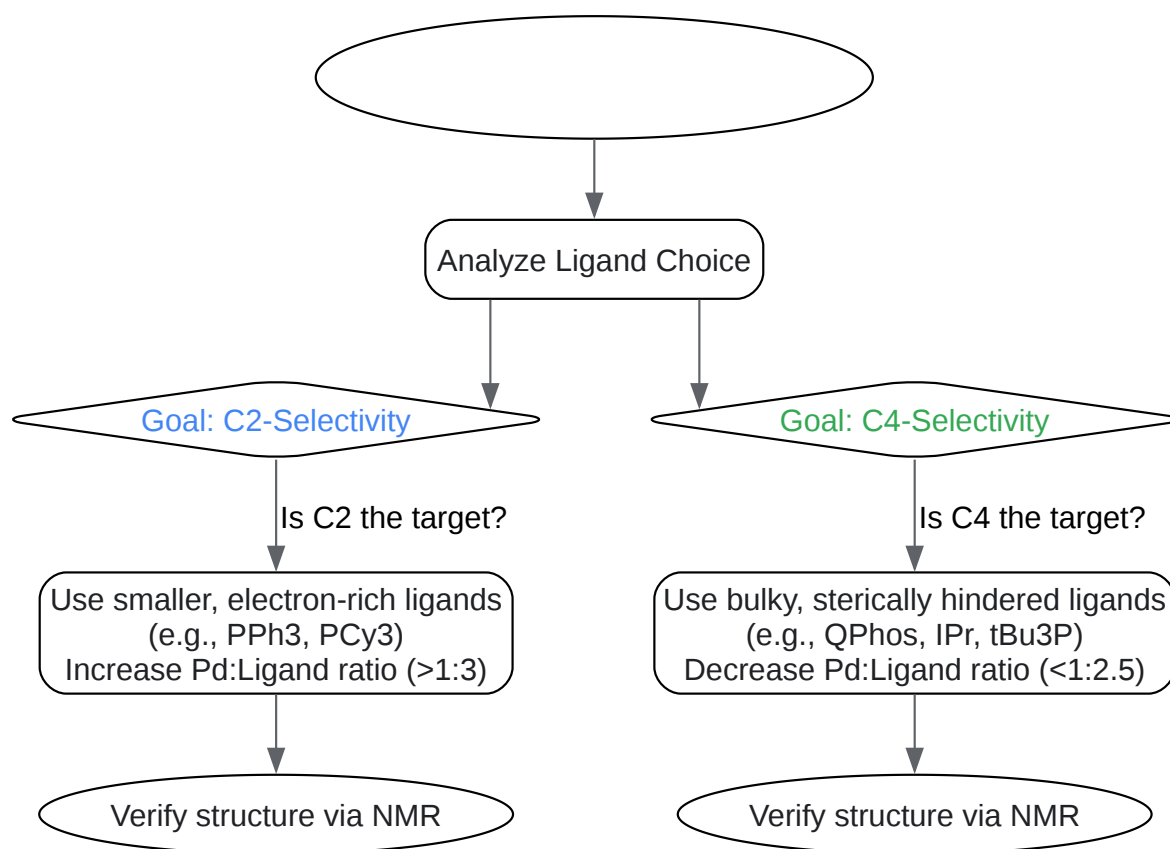 Analyze Ligand Choice
Goal: C2-Selectivity
Goal: C4-Selectivity
Is C2 the target?
Is C4 the target?
Use smaller, electron-rich ligands
(e.g., PPh3, PCy3)
Increase Pd:Ligand ratio (>1:3)
Use bulky, sterically hindered ligands
(e.g., QPhos, IPr, tBu3P)
Decrease Pd:Ligand ratio (<1:2.5)
Verify structure via NMR
Verify structure via NMR